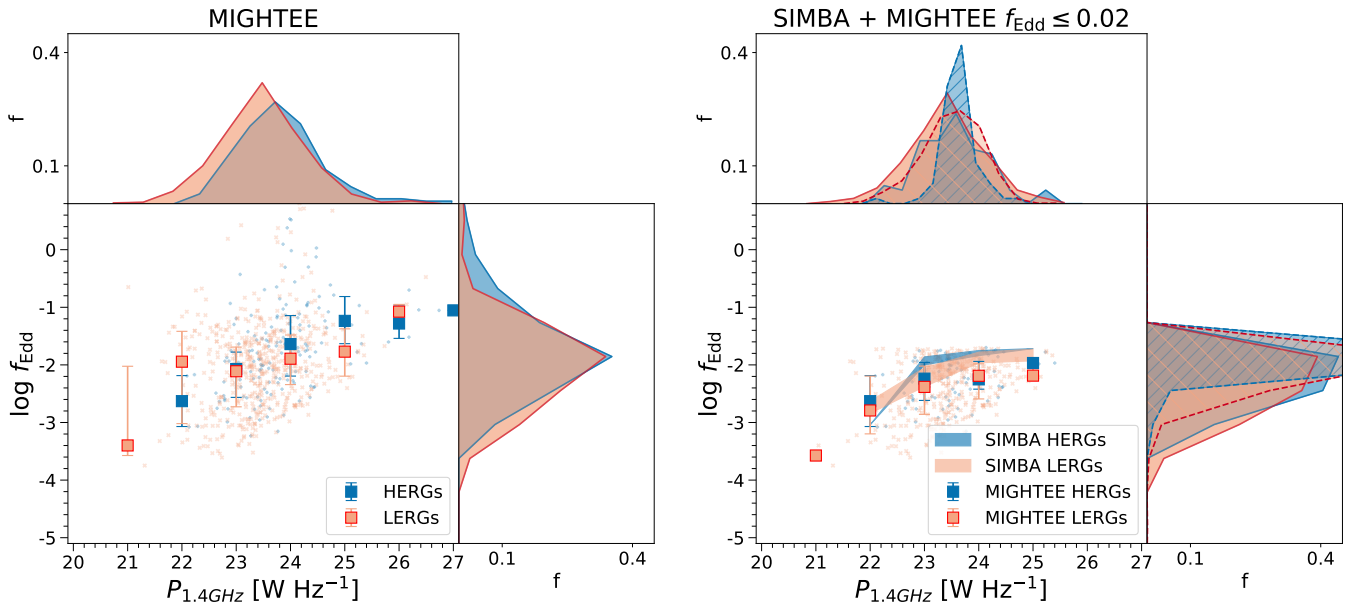 MIGHTEE
0.4
f
0.1
0
-1
log f_Edd
-2
-3
-4
-5
HERGs
LERGs
20 21 22 23 24 25 26 27
P_1.4GHz [W Hz⁻¹]
0.1 0.4
f
SIMBA + MIGHTEE f_Edd ≤ 0.02
0.4
f
0.1
0
-1
log f_Edd
-2
-3
-4
-5
SIMBA HERGs
SIMBA LERGs
MIGHTEE HERGs
MIGHTEE LERGs
20 21 22 23 24 25 26 27
P_1.4GHz [W Hz⁻¹]
0.1 0.4
f